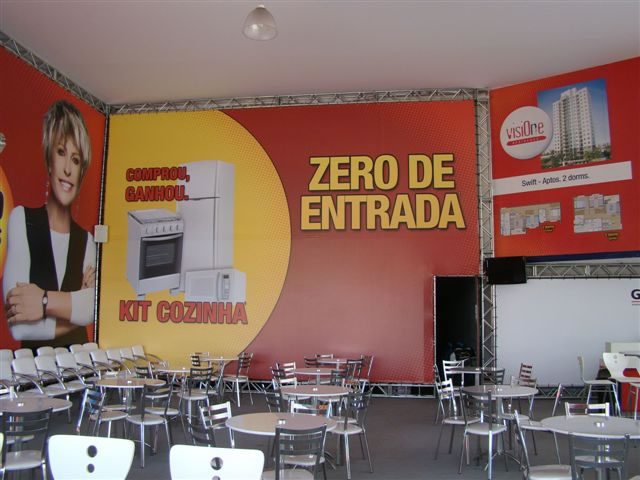 COMPROU,
GANHOU.
KIT COZINHA
ZERO DE
ENTRADA
visiOne
Swift - Aptos. 2 dorms.
G